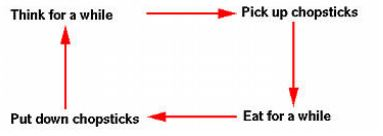 Think for a while
Pick up chopsticks
Put down chopsticks
Eat for a while